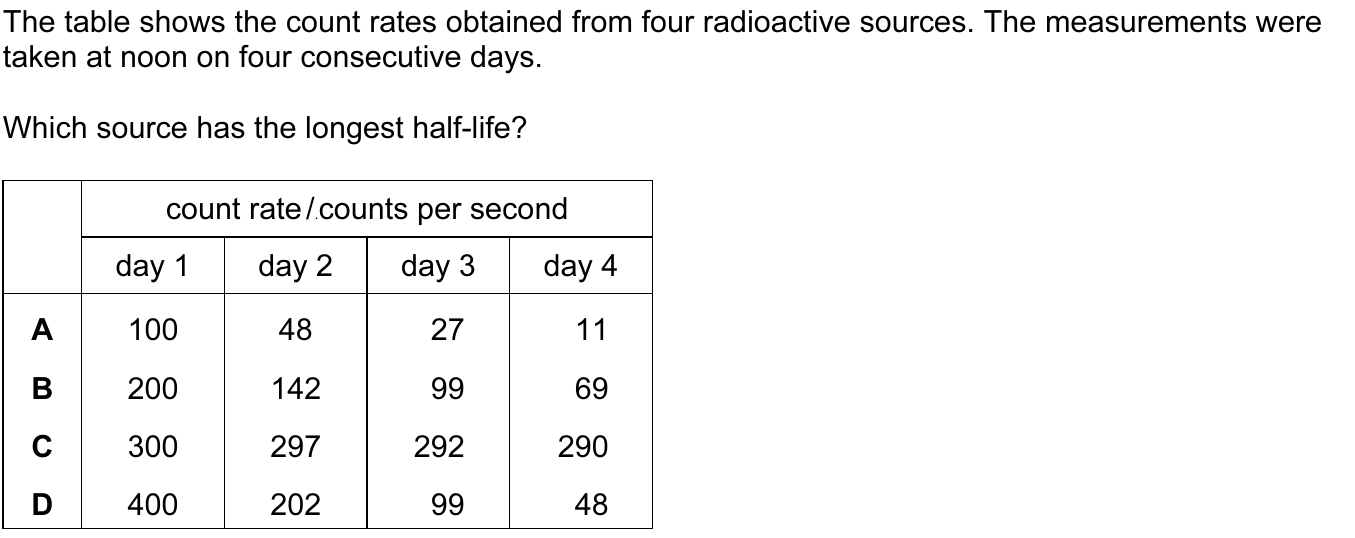 The table shows the count rates obtained from four radioactive sources. The measurements were
taken at noon on four consecutive days.
Which source has the longest half-life?
count rate / counts per second
day 1 day 2 day 3 day 4
A 100 48 27 11
B 200 142 99 69
C 300 297 292 290
D 400 202 99 48